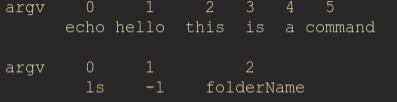 argv 0 1 2 3 4 5
echo hello this is a command
argv 0 1 2
ls -l folderName